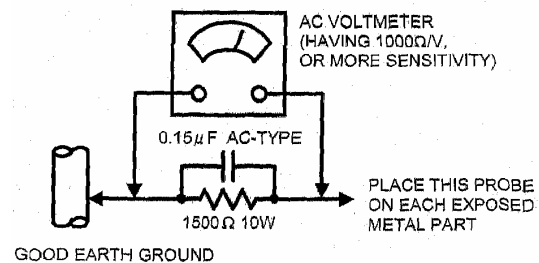 AC VOLTMETER
(HAVING 1000Ω/V,
OR MORE SENSITIVITY)
0.15μF AC-TYPE
1500Ω 10W
PLACE THIS PROBE
ON EACH EXPOSED
METAL PART
GOOD EARTH GROUND